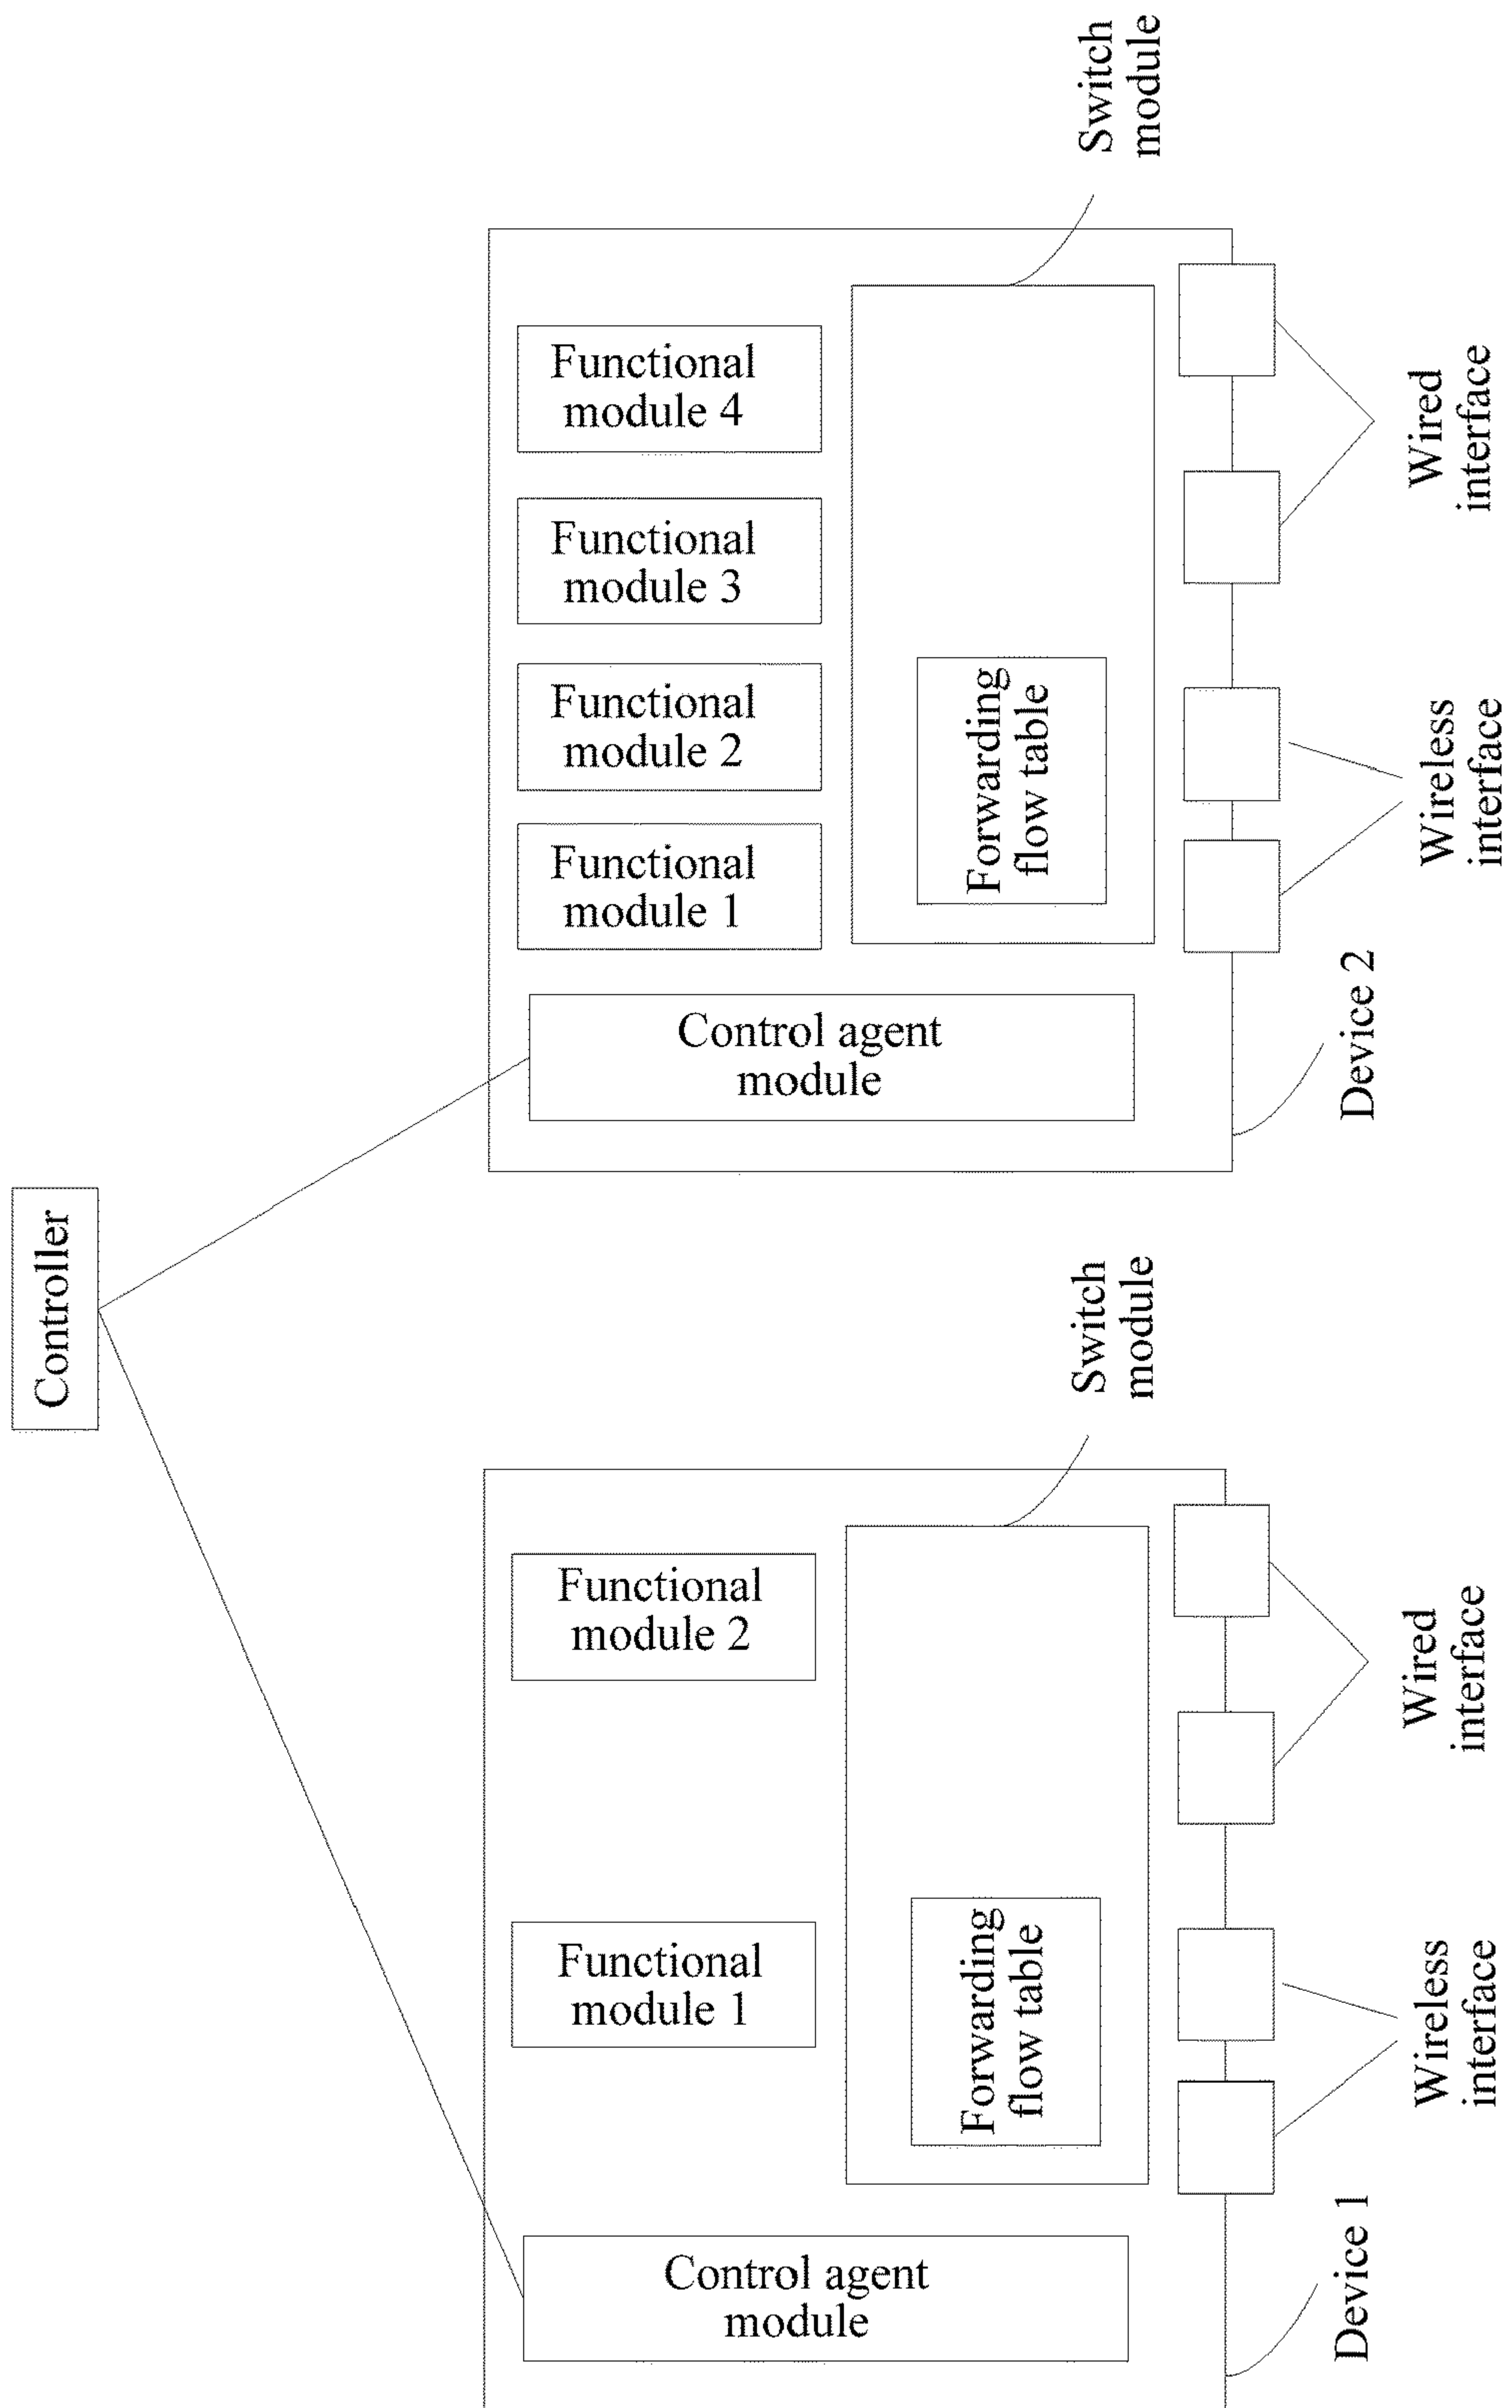 Controller
Control agent
module
Functional
module 1
Functional
module 2
Forwarding
flow table
Switch
module
Device 1
Wireless
interface
Wired
interface
Control agent
module
Functional
module 1
Functional
module 2
Functional
module 3
Functional
module 4
Forwarding
flow table
Switch
module
Device 2
Wireless
interface
Wired
interface